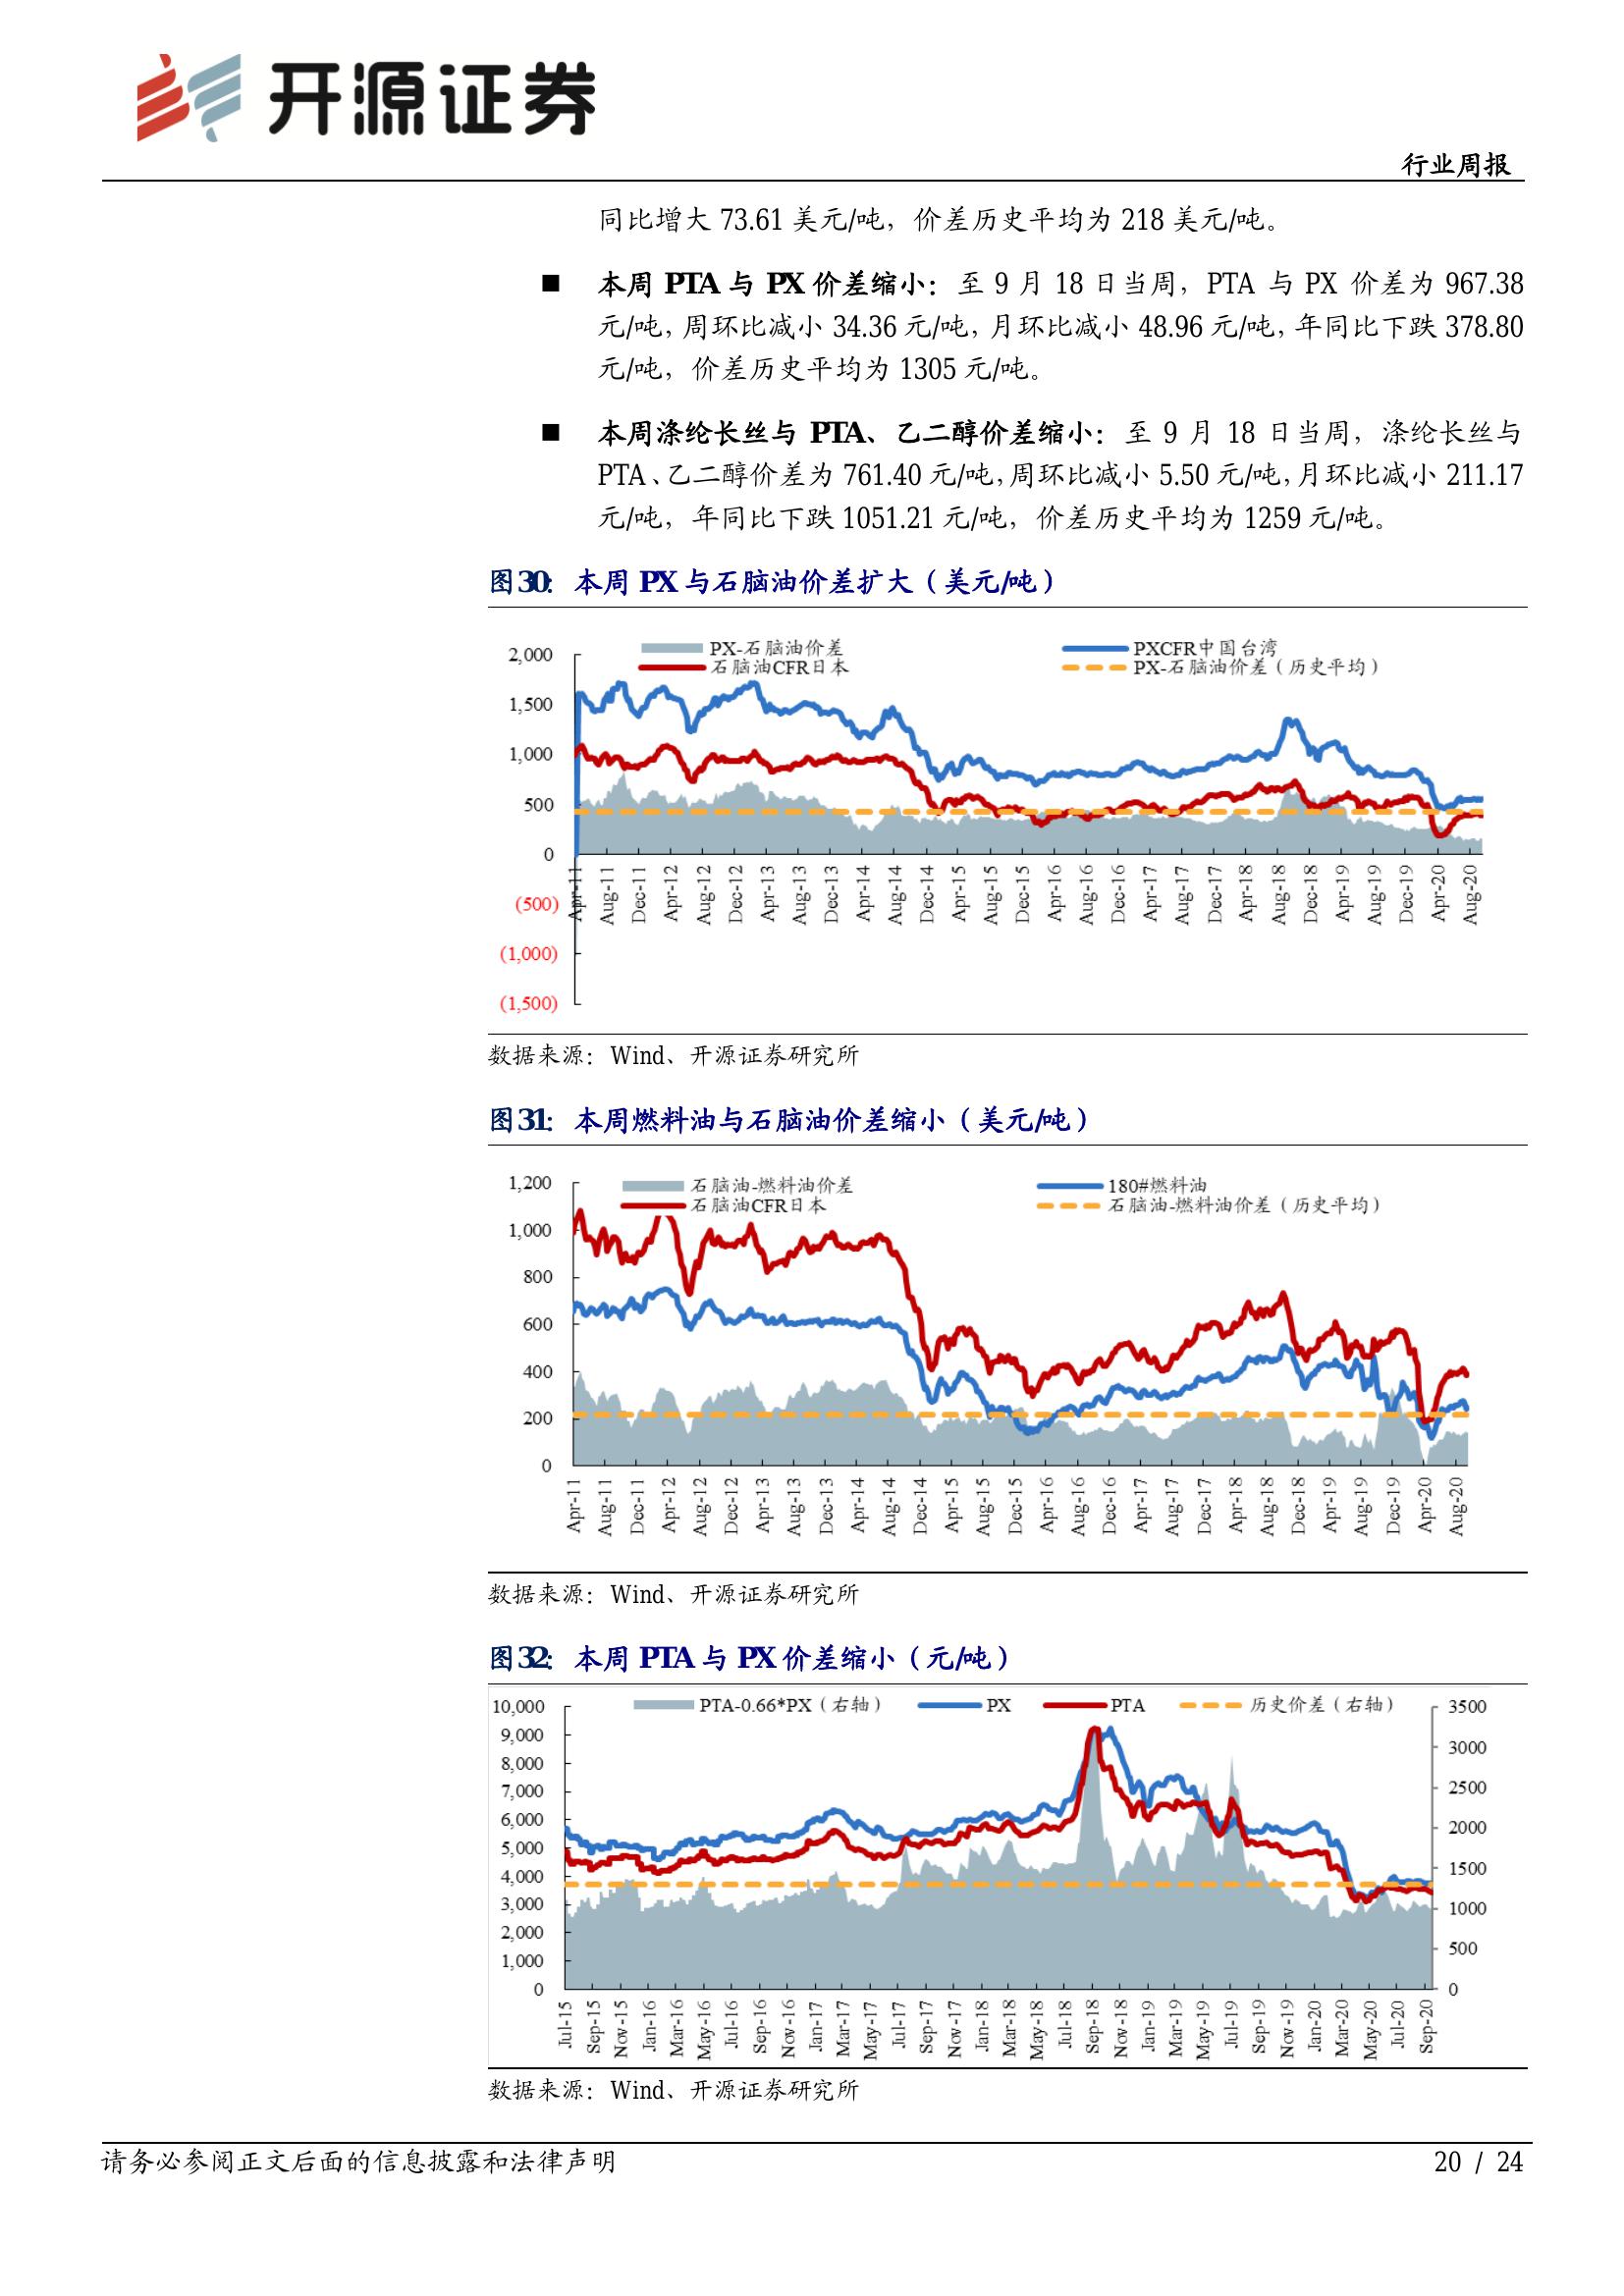 开源证券
行业周报
同比增大 73.61 美元/吨，价差历史平均为 218 美元/吨。
■ 本周 PTA 与 PX 价差缩小：至 9 月 18 日当周，PTA 与 PX 价差为 967.38
元/吨，周环比减小 34.36 元/吨，月环比减小 48.96 元/吨，年同比下跌 378.80
元/吨，价差历史平均为 1305 元/吨。
■ 本周涤纶长丝与 PTA、乙二醇价差缩小：至 9 月 18 日当周，涤纶长丝与
PTA、乙二醇价差为 761.40 元/吨，周环比减小 5.50 元/吨，月环比减小 211.17
元/吨，年同比下跌 1051.21 元/吨，价差历史平均为 1259 元/吨。
图30：本周 PX 与石脑油价差扩大（美元/吨）
PX-石脑油价差 PXCFR中国台湾
石脑油CFR日本 PX-石脑油价差（历史平均）
2,000
1,500
1,000
500
0
(500)
(1,000)
(1,500)
Apr-11 Aug-11 Dec-11 Apr-12 Aug-12 Dec-12 Apr-13 Aug-13 Dec-13 Apr-14 Aug-14 Dec-14 Apr-15 Aug-15 Dec-15 Apr-16 Aug-16 Dec-16 Apr-17 Aug-17 Dec-17 Apr-18 Aug-18 Dec-18 Apr-19 Aug-19 Dec-19 Apr-20 Aug-20
数据来源：Wind、开源证券研究所
图31：本周燃料油与石脑油价差缩小（美元/吨）
石脑油-燃料油价差 180#燃料油
石脑油CFR日本 石脑油-燃料油价差（历史平均）
1,200
1,000
800
600
400
200
0
Apr-11 Aug-11 Dec-11 Apr-12 Aug-12 Dec-12 Apr-13 Aug-13 Dec-13 Apr-14 Aug-14 Dec-14 Apr-15 Aug-15 Dec-15 Apr-16 Aug-16 Dec-16 Apr-17 Aug-17 Dec-17 Apr-18 Aug-18 Dec-18 Apr-19 Aug-19 Dec-19 Apr-20 Aug-20
数据来源：Wind、开源证券研究所
图32：本周 PTA 与 PX 价差缩小（元/吨）
PTA-0.66*PX（右轴） PX PTA 历史价差（右轴）
10,000
9,000
8,000
7,000
6,000
5,000
4,000
3,000
2,000
1,000
0
3500
3000
2500
2000
1500
1000
500
0
Jul-15 Sep-15 Nov-15 Jan-16 Mar-16 May-16 Jul-16 Sep-16 Nov-16 Jan-17 Mar-17 May-17 Jul-17 Sep-17 Nov-17 Jan-18 Mar-18 May-18 Jul-18 Sep-18 Nov-18 Jan-19 Mar-19 May-19 Jul-19 Sep-19 Nov-19 Jan-20 Mar-20 May-20 Jul-20 Sep-20
数据来源：Wind、开源证券研究所
请务必参阅正文后面的信息披露和法律声明
20 / 24